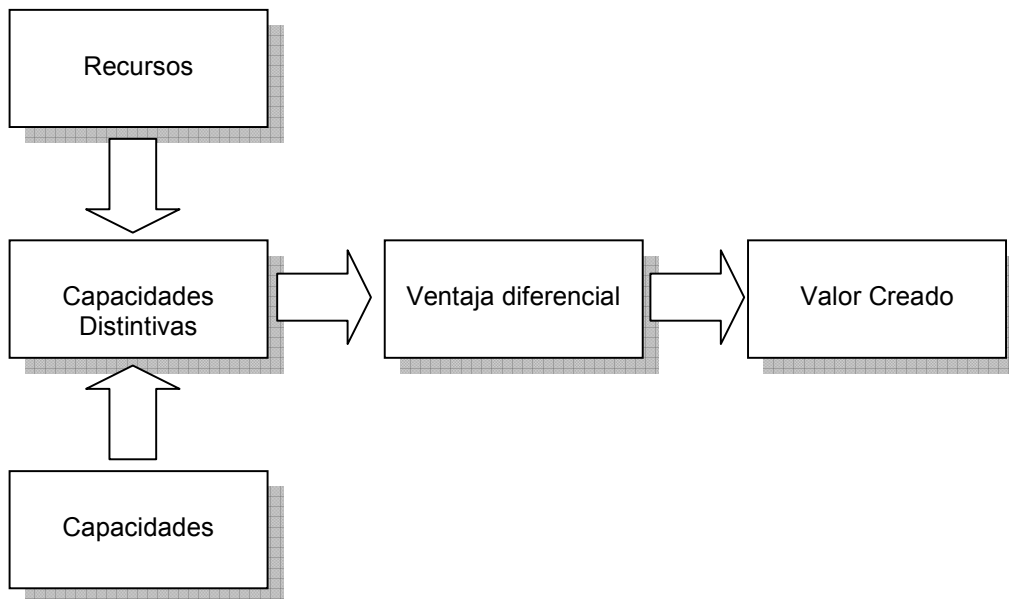 Recursos
Capacidades
Distintivas
Ventaja diferencial
Valor Creado
Capacidades